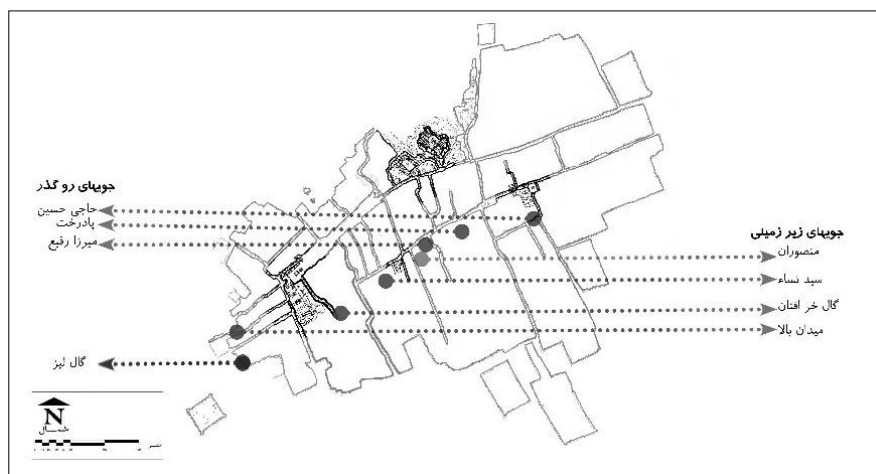 جویهای رو گذر
حاجی حسین
پادرخت
میرزا رفیع
گال لیز
جویهای زیر زمینی
منصوران
سید نساء
گال خر افتان
میدان بالا
N
شمال
متر